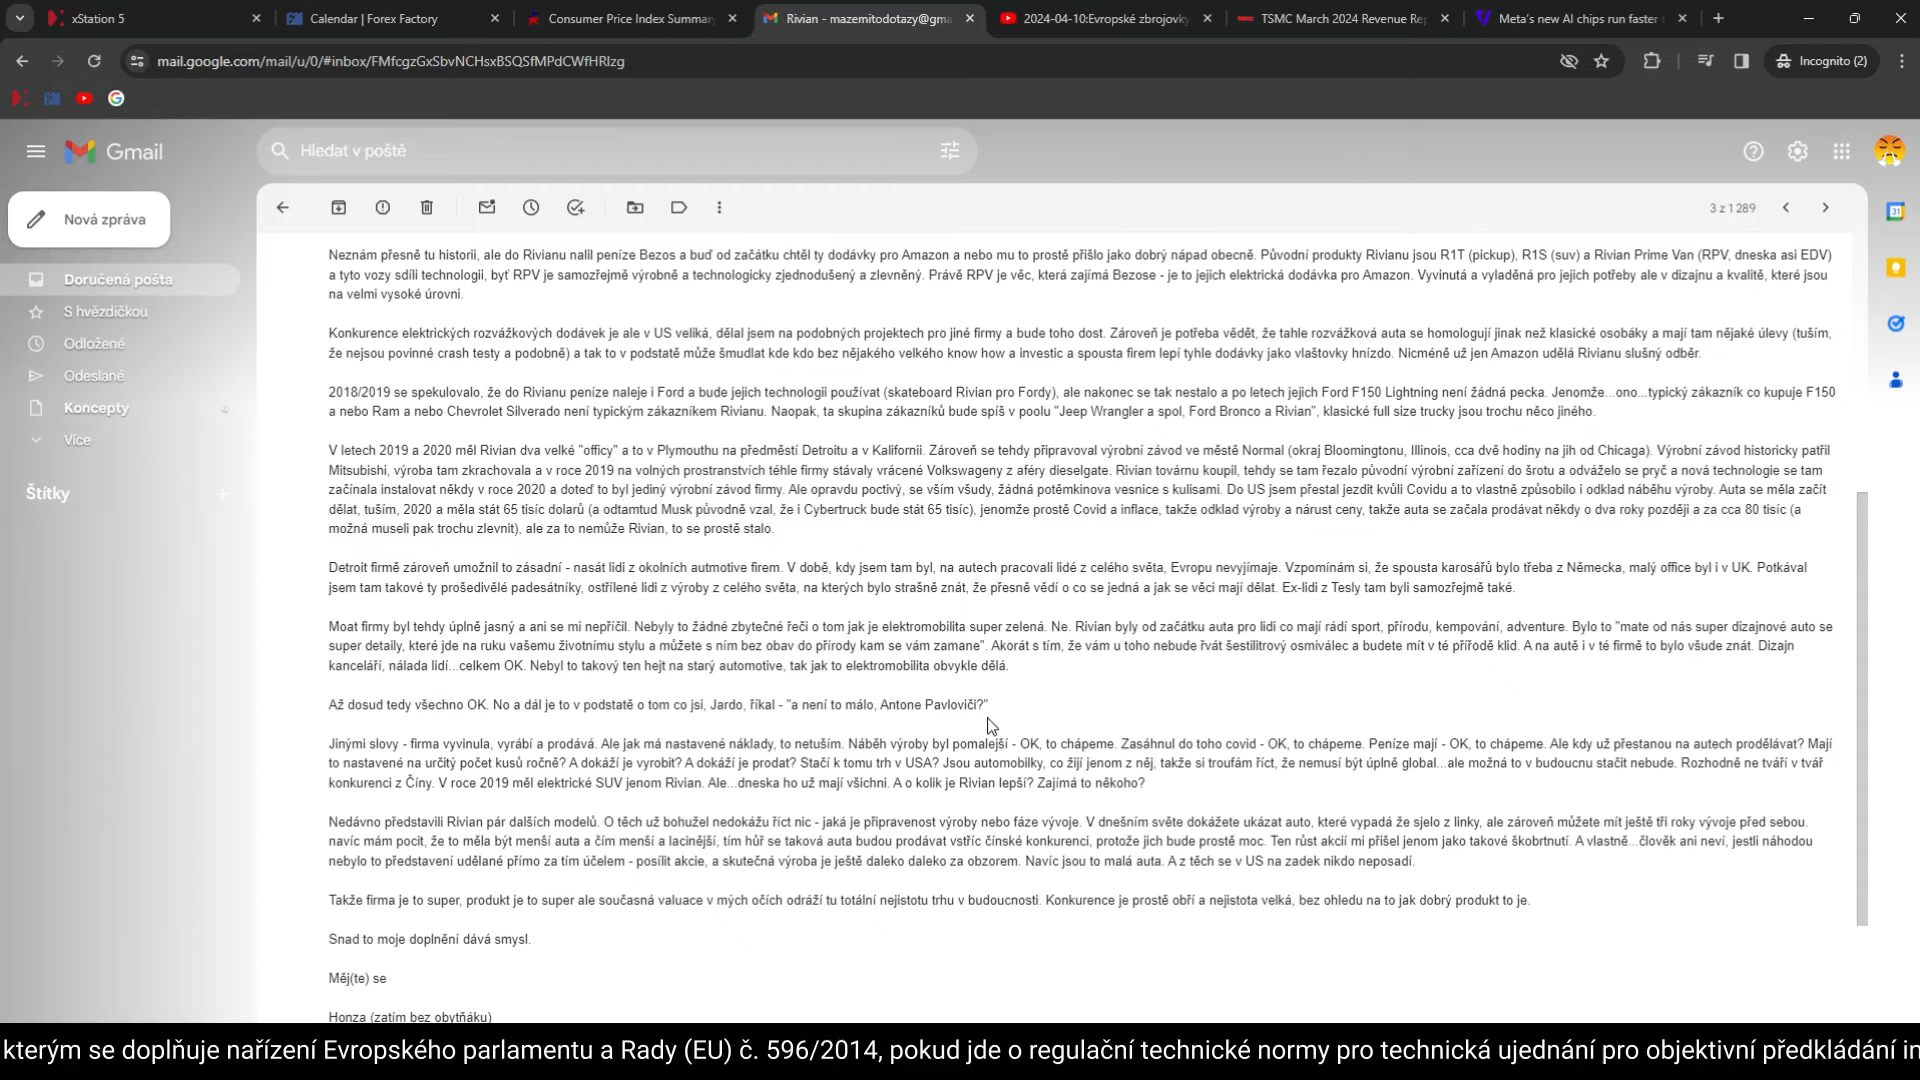 xStation 5
Calendar | Forex Factory
Consumer Price Index Summary
Rivian - mazemitodotazy@gma
2024-04-10:Evropské zbrojovky
TSMC March 2024 Revenue Re
Meta's new AI chips run faster
mail.google.com/mail/u/0/#inbox/FMfcgzGxSbvNCHsxBSQSfMPdCWfHRlzg
Incognito (2)
Gmail
Hledat v poště
Nová zpráva
3 z 1 289
Doručená pošta
S hvězdičkou
Odložené
Odeslané
Koncepty
Více
Štítky
Neznám přesně tu historii, ale do Rivianu nalil peníze Bezos a buď od začátku chtěl ty dodávky pro Amazon a nebo mu to prostě přišlo jako dobrý nápad obecně. Původní produkty Rivianu jsou R1T (pickup), R1S (suv) a Rivian Prime Van (RPV, dneska asi EDV)
a tyto vozy sdílí technologii, byť RPV je samozřejmě výrobně a technologicky zjednodušený a zlevněný. Právě RPV je věc, která zajímá Bezose - je to jejich elektrická dodávka pro Amazon. Vyvinutá a vyladěná pro jejich potřeby ale v dizajnu a kvalitě, které jsou
na velmi vysoké úrovni.
Konkurence elektrických rozvážkových dodávek je ale v US veliká, dělal jsem na podobných projektech pro jiné firmy a bude toho dost. Zároveň je potřeba vědět, že tahle rozvážková auta se homologují jinak než klasické osobáky a mají tam nějaké úlevy (tuším,
že nejsou povinné crash testy a podobně) a tak to v podstatě může šmudlat kde kdo bez nějakého velkého know how a investic a spousta firem lepí tyhle dodávky jako vlaštovky hnízdo. Nicméně už jen Amazon udělá Rivianu slušný odběr.
2018/2019 se spekulovalo, že do Rivianu peníze naleje i Ford a bude jejich technologii používat (skateboard Rivian pro Fordy), ale nakonec se tak nestalo a po letech jejich Ford F150 Lightning není žádná pecka. Jenomže...ono...typický zákazník co kupuje F150
a nebo Ram a nebo Chevrolet Silverado není typickým zákazníkem Rivianu. Naopak, ta skupina zákazníků bude spíš v poolu "Jeep Wrangler a spol, Ford Bronco a Rivian", klasické full size trucky jsou trochu něco jiného.
V letech 2019 a 2020 měl Rivian dva velké "officy" a to v Plymouthu na předměstí Detroitu a v Kalifornii. Zároveň se tehdy připravoval výrobní závod ve městě Normal (okraj Bloomingtonu, Illinois, cca dvě hodiny na jih od Chicaga). Výrobní závod historicky patřil
Mitsubishi, výroba tam zkrachovala a v roce 2019 na volných prostranstvích téhle firmy stávaly vrácené Volkswageny z aféry dieselgate. Rivian továrnu koupil, tehdy se tam řezalo původní výrobní zařízení do šrotu a odváželo se pryč a nová technologie se tam
začínala instalovat někdy v roce 2020 a doteď to byl jediný výrobní závod firmy. Ale opravdu poctivý, se vším všudy, žádná potěmkinova vesnice s kulisami. Do US jsem přestal jezdit kvůli Covidu a to vlastně způsobilo i odklad náběhu výroby. Auta se měla začít
dělat, tuším, 2020 a měla stát 65 tisíc dolarů (a odtamtud Musk původně vzal, že i Cybertruck bude stát 65 tisíc), jenomže prostě Covid a inflace, takže odklad výroby a nárust ceny, takže auta se začala prodávat někdy o dva roky později a za cca 80 tisíc (a
možná museli pak trochu zlevnit), ale za to nemůže Rivian, to se prostě stalo.
Detroit firmě zároveň umožnil to zásadní - nasát lidi z okolních autmotive firem. V době, kdy jsem tam byl, na autech pracovali lidé z celého světa, Evropu nevyjímaje. Vzpomínám si, že spousta karosářů bylo třeba z Německa, malý office byl i v UK. Potkával
jsem tam takové ty prošedivělé padesátníky, ostřílené lidi z výroby z celého světa, na kterých bylo strašně znát, že přesně vědí o co se jedná a jak se věci mají dělat. Ex-lidi z Tesly tam byli samozřejmě také.
Moat firmy byl tehdy úplně jasný a ani se mi nepříčil. Nebyly to žádné zbytečné řeči o tom jak je elektromobilita super zelená. Ne. Rivian byly od začátku auta pro lidi co mají rádí sport, přírodu, kempování, adventure. Bylo to "mate od nás super dizajnové auto se
super detaily, které jde na ruku vašemu životnímu stylu a můžete s ním bez obav do přírody kam se vám zamane". Akorát s tím, že vám u toho nebude řvát šestilitrový osmiválec a budete mít v té přířodě klid. A na autě i v té firmě to bylo všude znát. Dizajn
kanceláří, nálada lidí...celkem OK. Nebyl to takový ten hejt na starý automotive, tak jak to elektromobilita obvykle dělá.
Až dosud tedy všechno OK. No a dál je to v podstatě o tom co jsi, Jardo, říkal - "a není to málo, Antone Pavloviči?"
Jinými slovy - firma vyvinula, vyrábí a prodává. Ale jak má nastavené náklady, to netuším. Náběh výroby byl pomalejší - OK, to chápeme. Zasáhnul do toho covid - OK, to chápeme. Peníze mají - OK, to chápeme. Ale kdy už přestanou na autech prodělávat? Mají
to nastavené na určitý počet kusů ročně? A dokáží je vyrobit? A dokáží je prodat? Stačí k tomu trh v USA? Jsou automobilky, co žijí jenom z něj, takže si troufám říct, že nemusí být úplně global...ale možná to v budoucnu stačit nebude. Rozhodně ne tváří v tvář
konkurenci z Číny. V roce 2019 měl elektrické SUV jenom Rivian. Ale...dneska ho už mají všichni. A o kolik je Rivian lepší? Zajímá to někoho?
Nedávno představili Rivian pár dalších modelů. O těch už bohužel nedokážu říct nic - jaká je připravenost výroby nebo fáze vývoje. V dnešním světe dokážete ukázat auto, které vypadá že sjelo z linky, ale zároveň můžete mít ještě tři roky vývoje před sebou.
navíc mám pocit, že to měla být menší auta a čím menší a lacinější, tím hůř se taková auta budou prodávat vstříc čínské konkurenci, protože jich bude prostě moc. Ten růst akcií mi přišel jenom jako takové škobrtnutí. A vlastně...člověk ani neví, jestli náhodou
nebylo to představení udělané přímo za tím účelem - posílit akcie, a skutečná výroba je ještě daleko daleko za obzorem. Navíc jsou to malá auta. A z těch se v US na zadek nikdo neposadí.
Takže firma je to super, produkt je to super ale současná valuace v mých očích odráží tu totální nejistotu trhu v budoucnosti. Konkurence je prostě obří a nejistota velká, bez ohledu na to jak dobrý produkt to je.
Snad to moje doplnění dává smysl.
Měj(te) se
Honza (zatím bez obytňáku)
kterým se doplňuje nařízení Evropského parlamentu a Rady (EU) č. 596/2014, pokud jde o regulační technické normy pro technická ujednání pro objektivní předkládání in